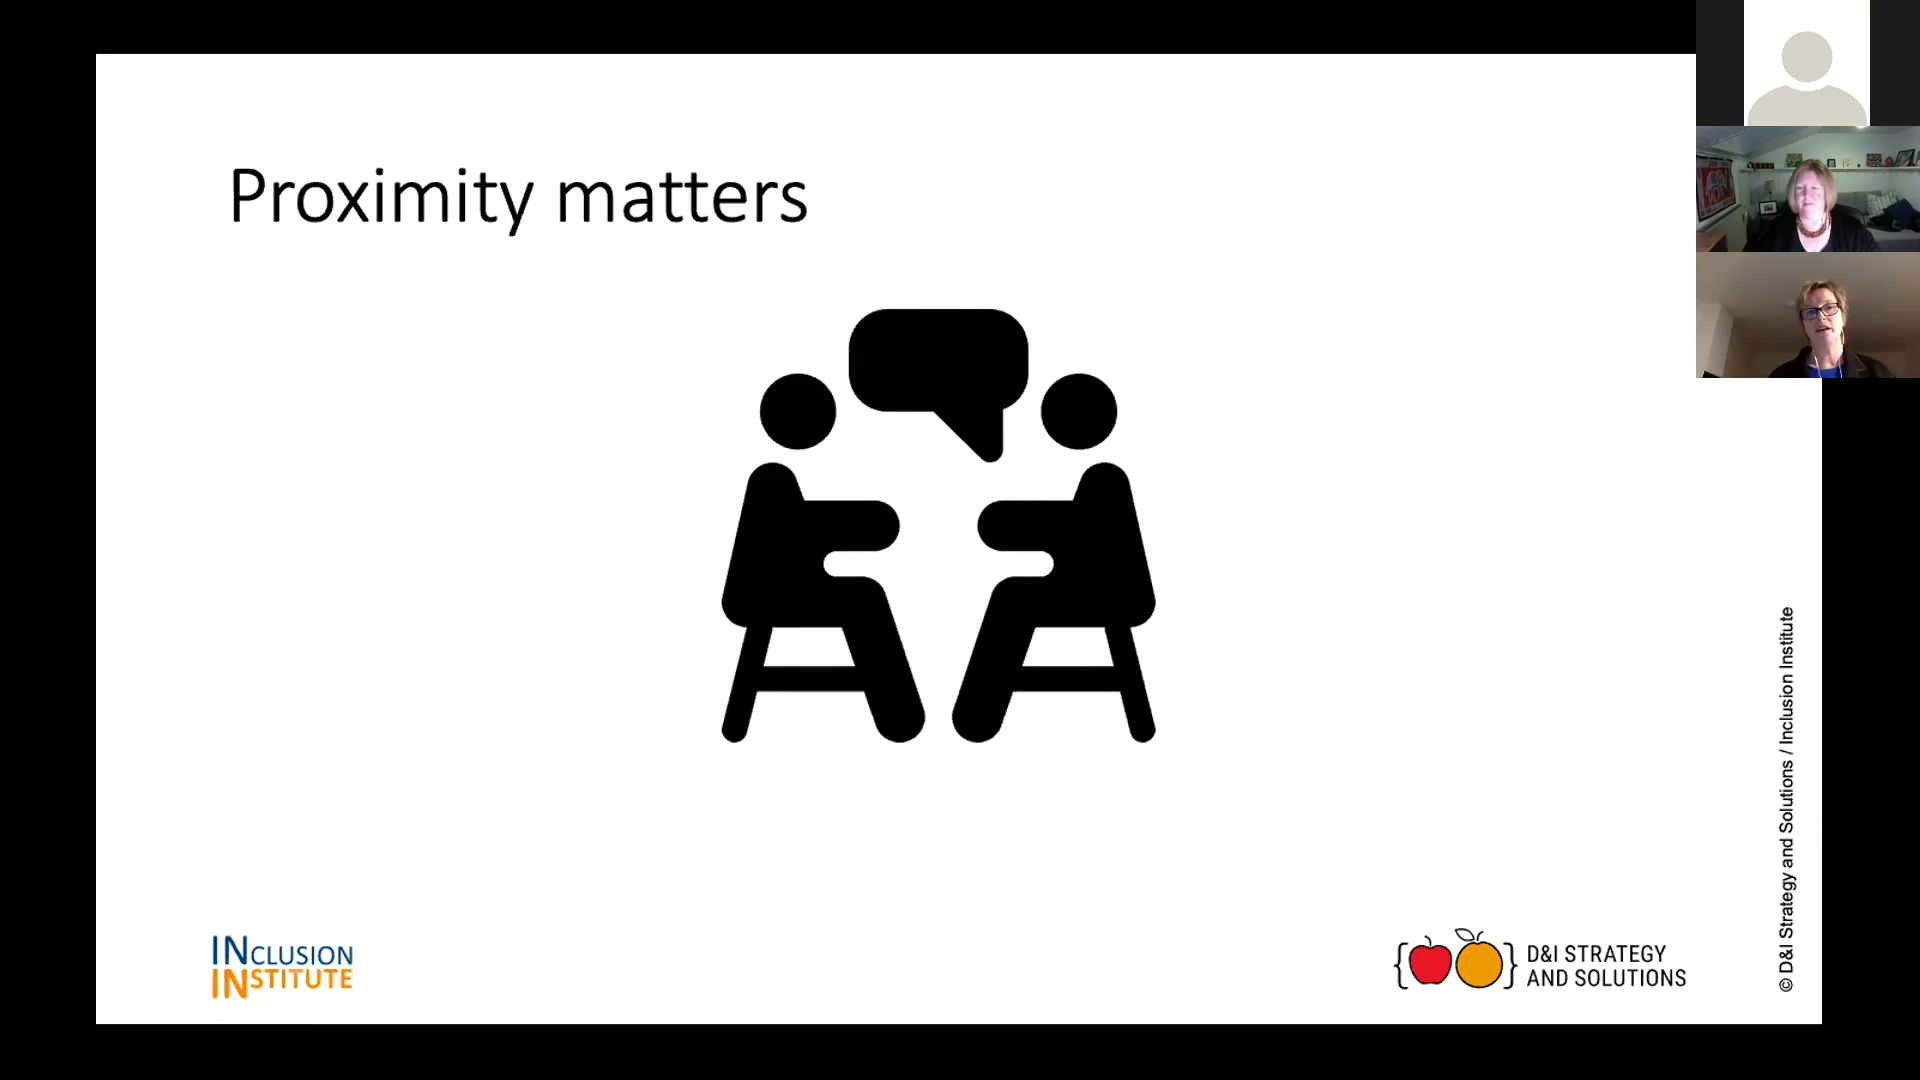 Proximity matters
INCLUSION
INSTITUTE
D&I STRATEGY
AND SOLUTIONS
© D&I Strategy and Solutions / Inclusion Institute